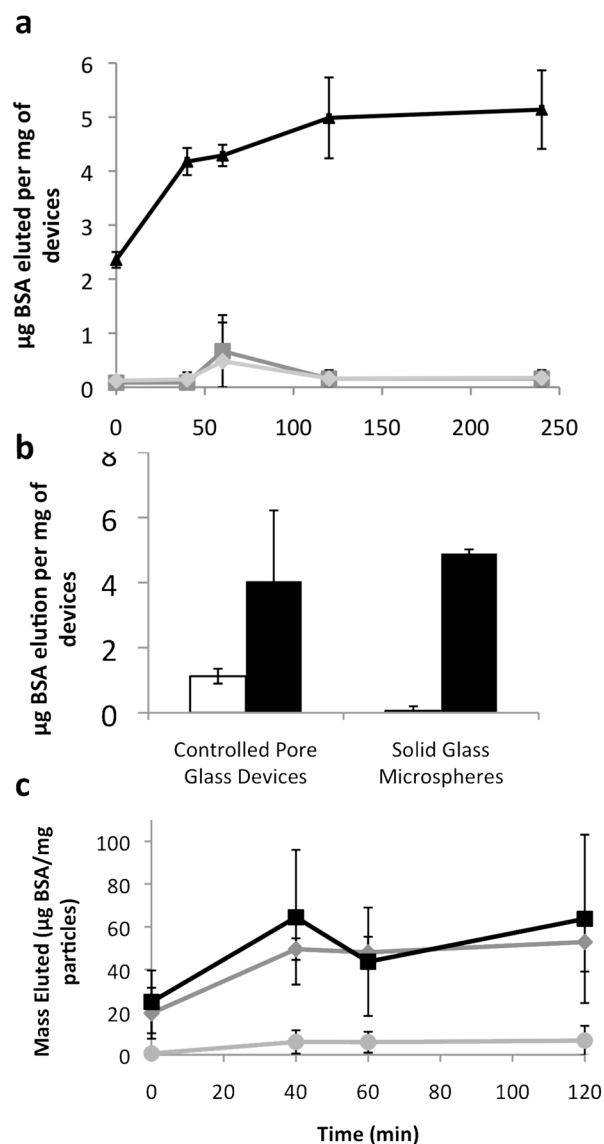 a
µg BSA eluted per mg of
devices
6
5
4
3
2
1
0
0 50 100 150 200 250
b
µg BSA elution per mg of
devices
8
6
4
2
0
Controlled Pore
Glass Devices
Solid Glass
Microspheres
c
Mass Eluted (µg BSA/mg
particles)
100
80
60
40
20
0
0 20 40 60 80 100 120
Time (min)